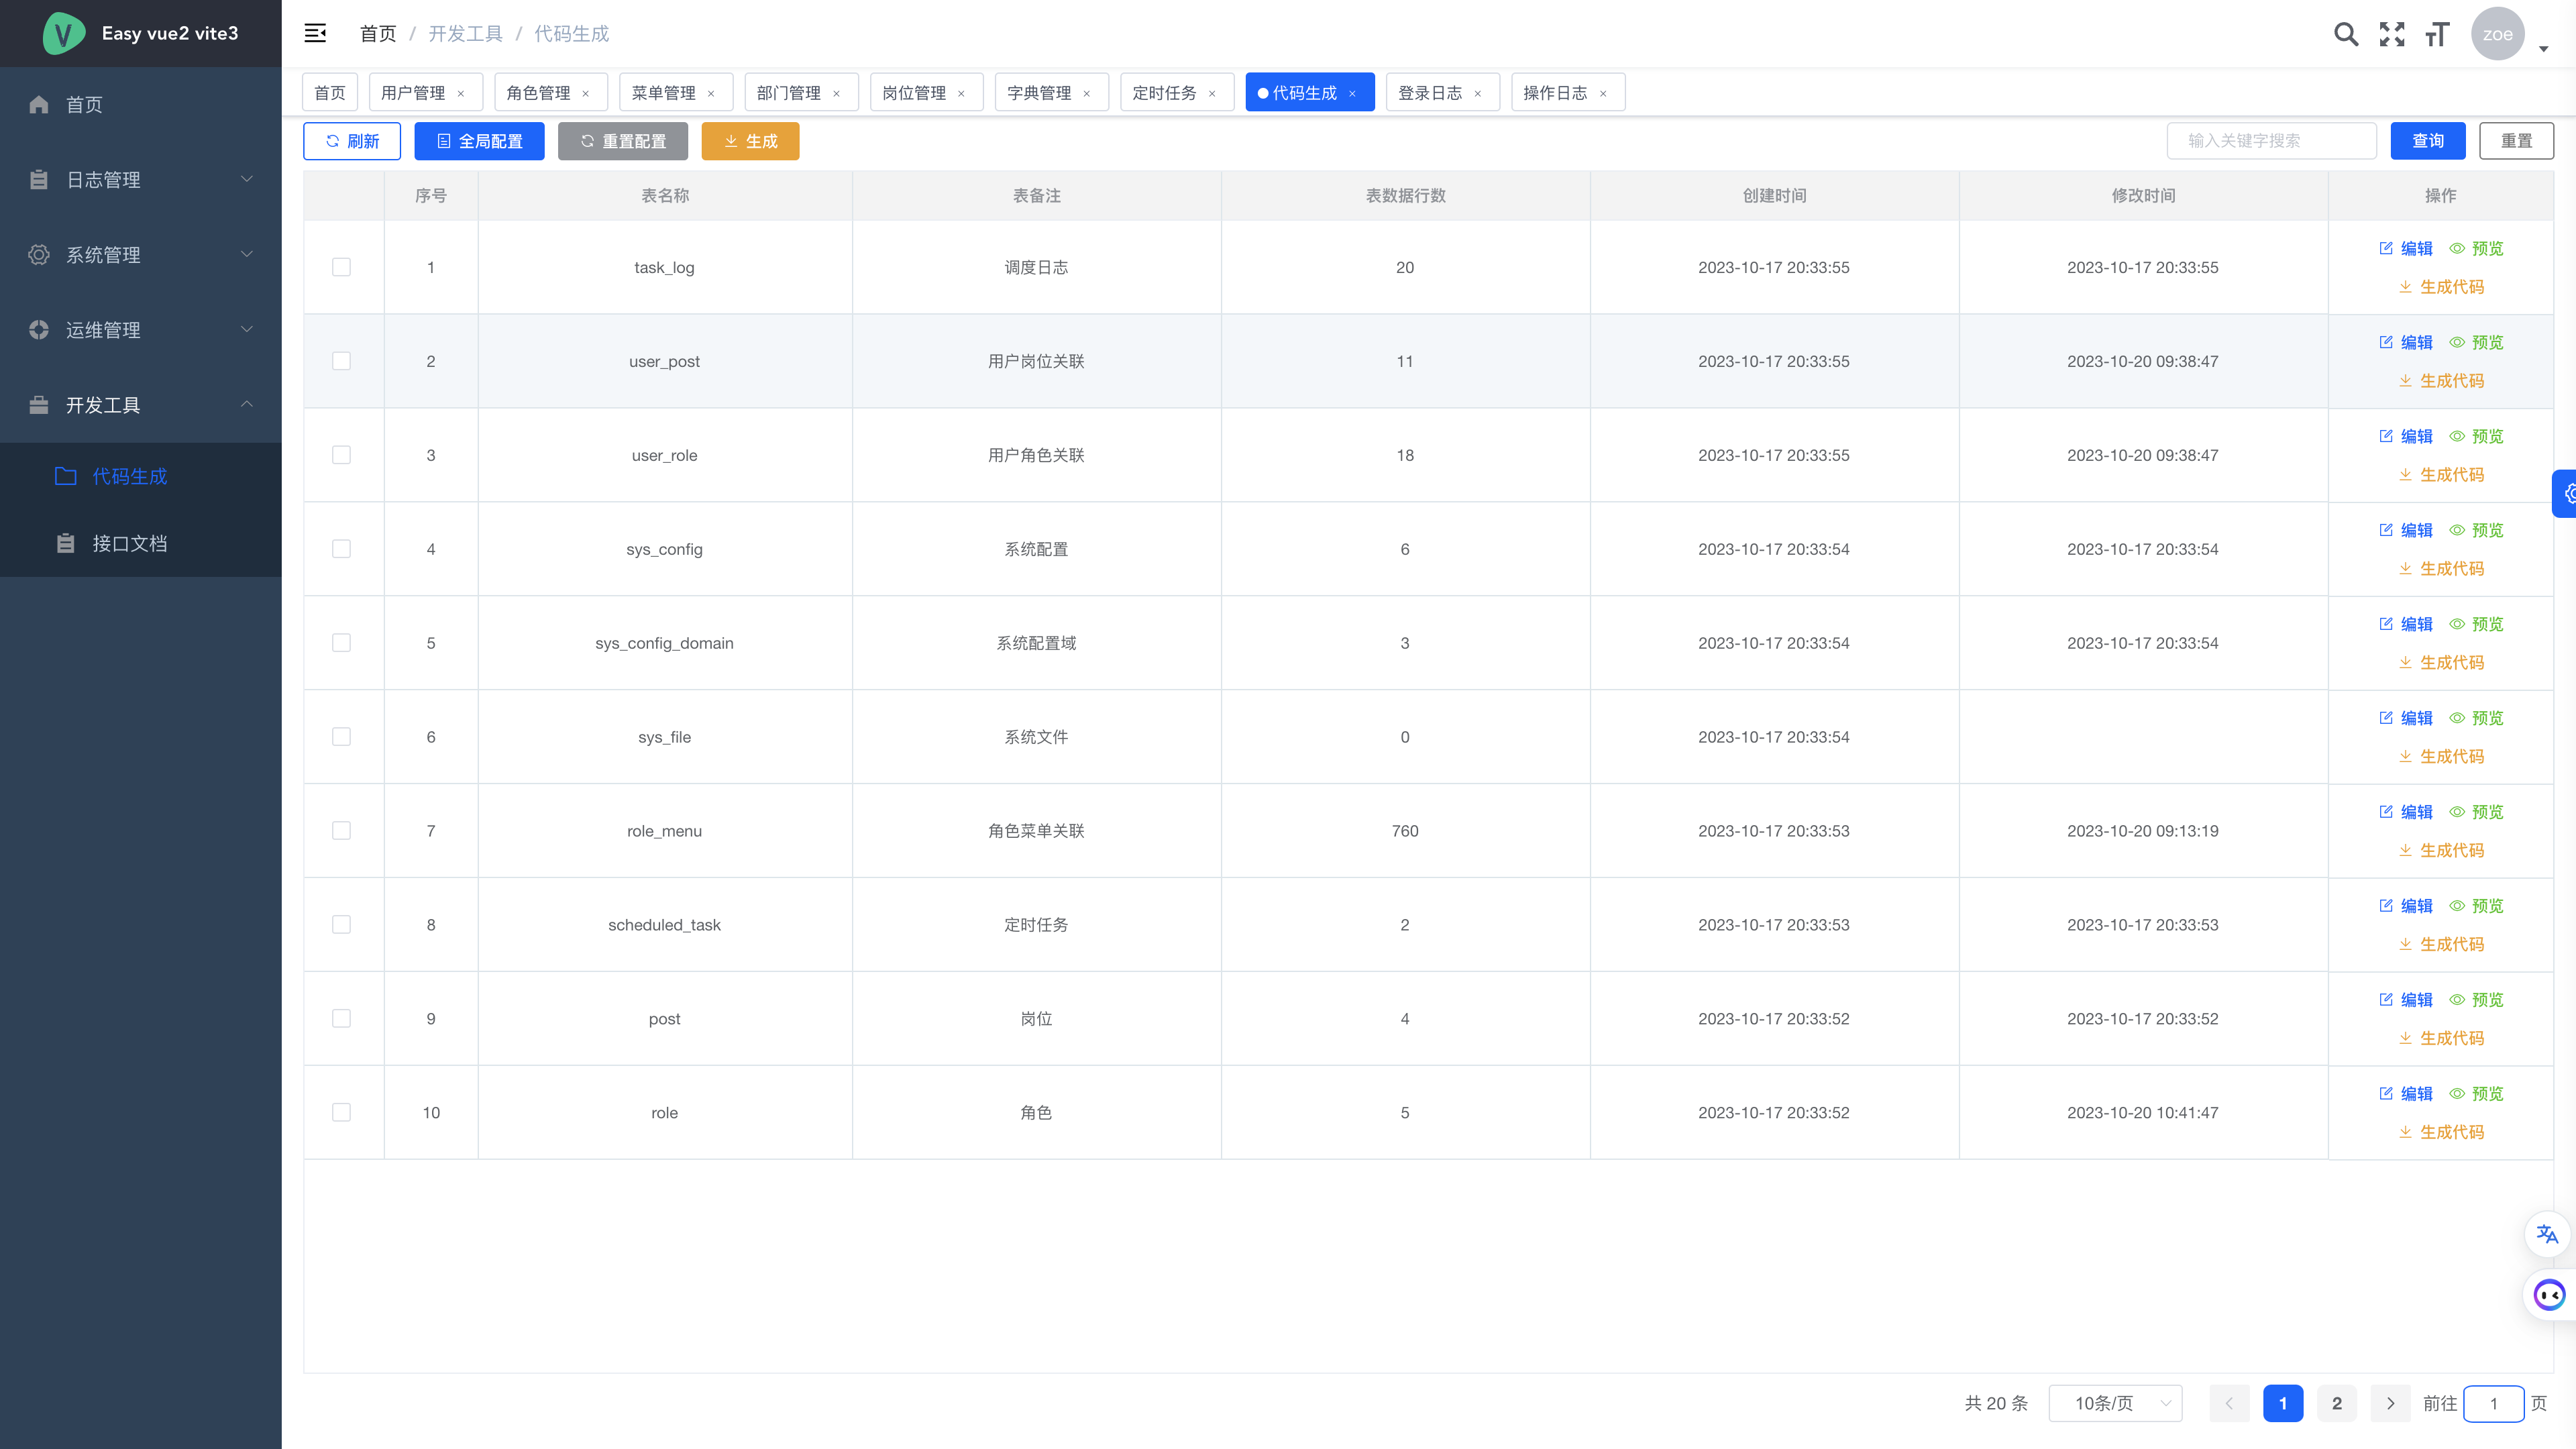 Easy vue2 vite3
首页 / 开发工具 / 代码生成
zoe
首页
日志管理
系统管理
运维管理
开发工具
代码生成
接口文档
首页 用户管理 × 角色管理 × 菜单管理 × 部门管理 × 岗位管理 × 字典管理 × 定时任务 × 代码生成 × 登录日志 × 操作日志 ×
刷新 全局配置 重置配置 生成 输入关键字搜索 查询 重置
序号 表名称 表备注 表数据行数 创建时间 修改时间 操作
1 task_log 调度日志 20 2023-10-17 20:33:55 2023-10-17 20:33:55 编辑 预览
生成代码
2 user_post 用户岗位关联 11 2023-10-17 20:33:55 2023-10-20 09:38:47 编辑 预览
生成代码
3 user_role 用户角色关联 18 2023-10-17 20:33:55 2023-10-20 09:38:47 编辑 预览
生成代码
4 sys_config 系统配置 6 2023-10-17 20:33:54 2023-10-17 20:33:54 编辑 预览
生成代码
5 sys_config_domain 系统配置域 3 2023-10-17 20:33:54 2023-10-17 20:33:54 编辑 预览
生成代码
6 sys_file 系统文件 0 2023-10-17 20:33:54 编辑 预览
生成代码
7 role_menu 角色菜单关联 760 2023-10-17 20:33:53 2023-10-20 09:13:19 编辑 预览
生成代码
8 scheduled_task 定时任务 2 2023-10-17 20:33:53 2023-10-17 20:33:53 编辑 预览
生成代码
9 post 岗位 4 2023-10-17 20:33:52 2023-10-17 20:33:52 编辑 预览
生成代码
10 role 角色 5 2023-10-17 20:33:52 2023-10-20 10:41:47 编辑 预览
生成代码
共 20 条 10条/页 1 2 前往 1 页